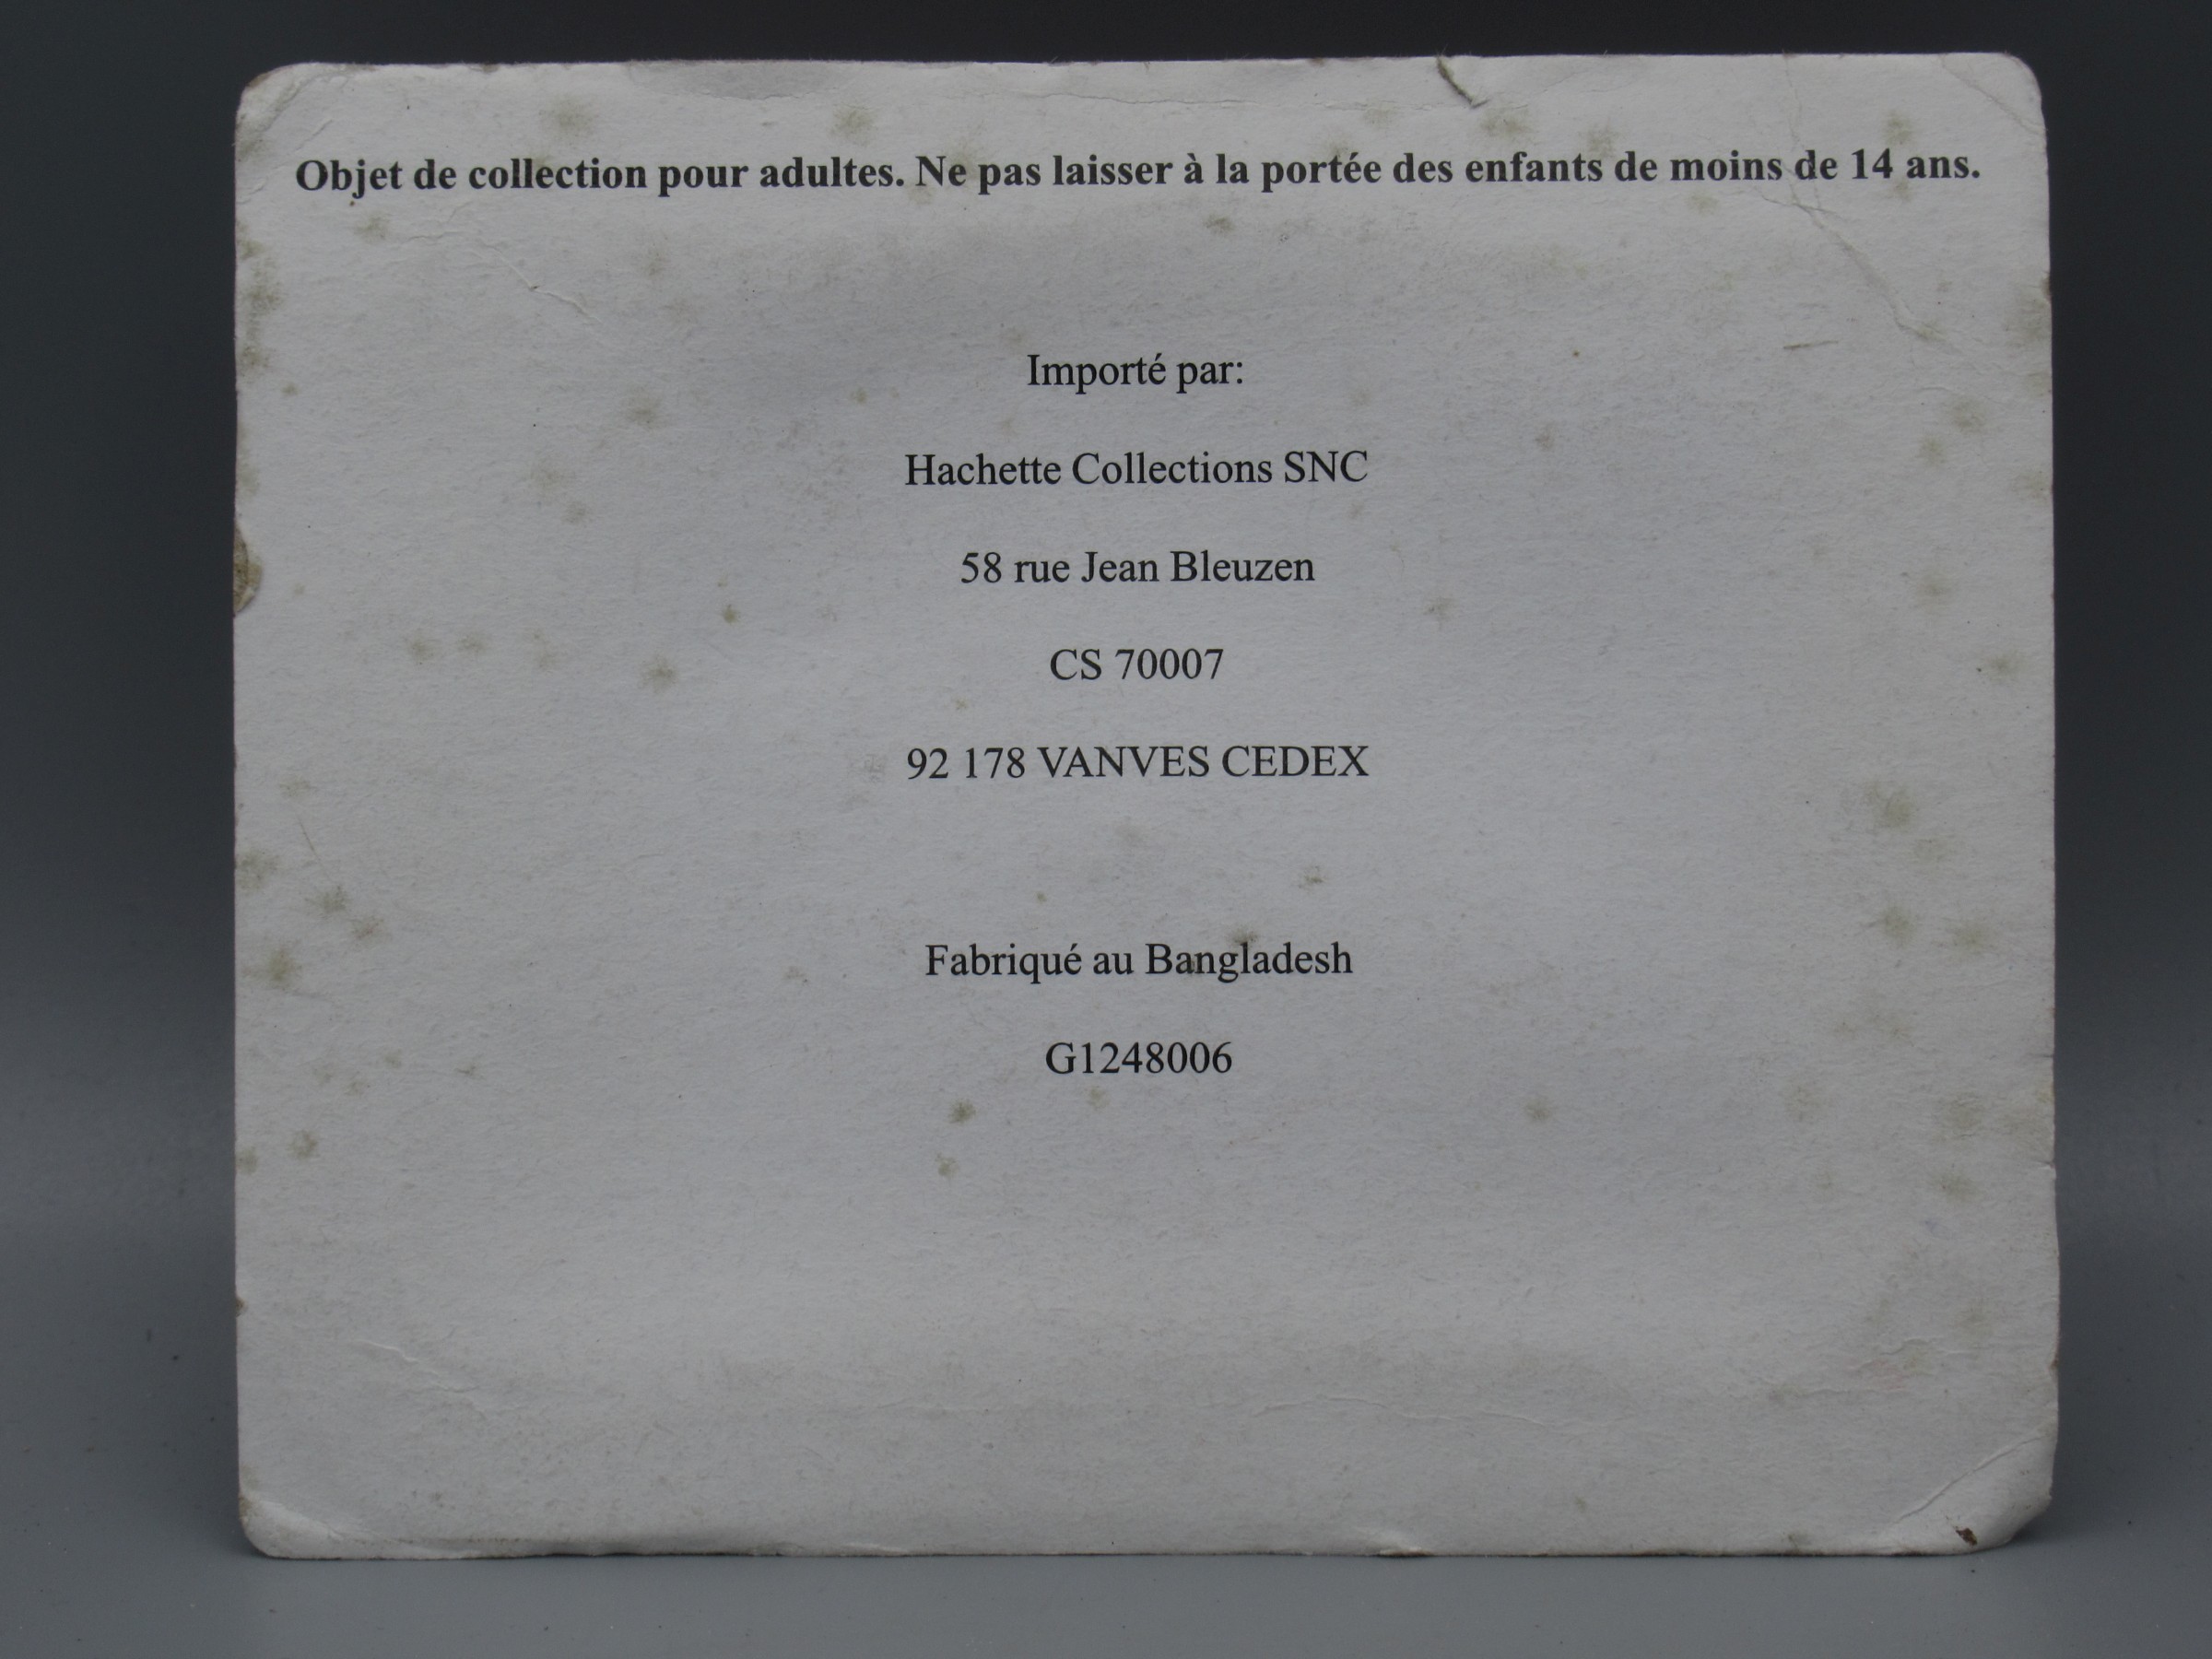 Objet de collection pour adultes. Ne pas laisser à la portée des enfants de moins de 14 ans.
Importé par:
Hachette Collections SNC
58 rue Jean Bleuzen
CS 70007
92 178 VANVES CEDEX
Fabriqué au Bangladesh
G1248006